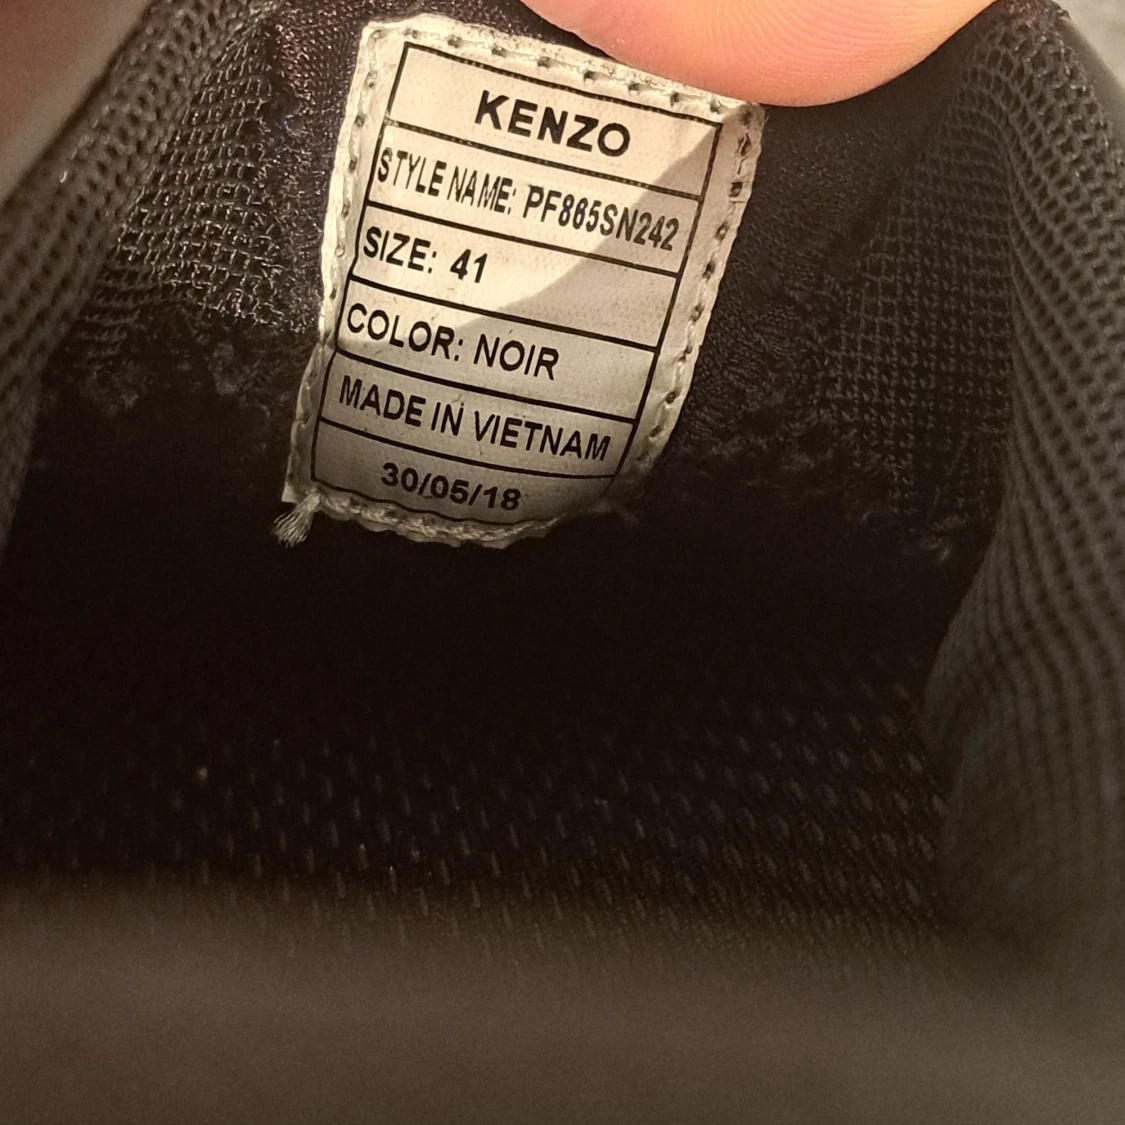 KENZO
STYLE NAME: PF865SN242
SIZE: 41
COLOR: NOIR
MADE IN VIETNAM
30/05/18